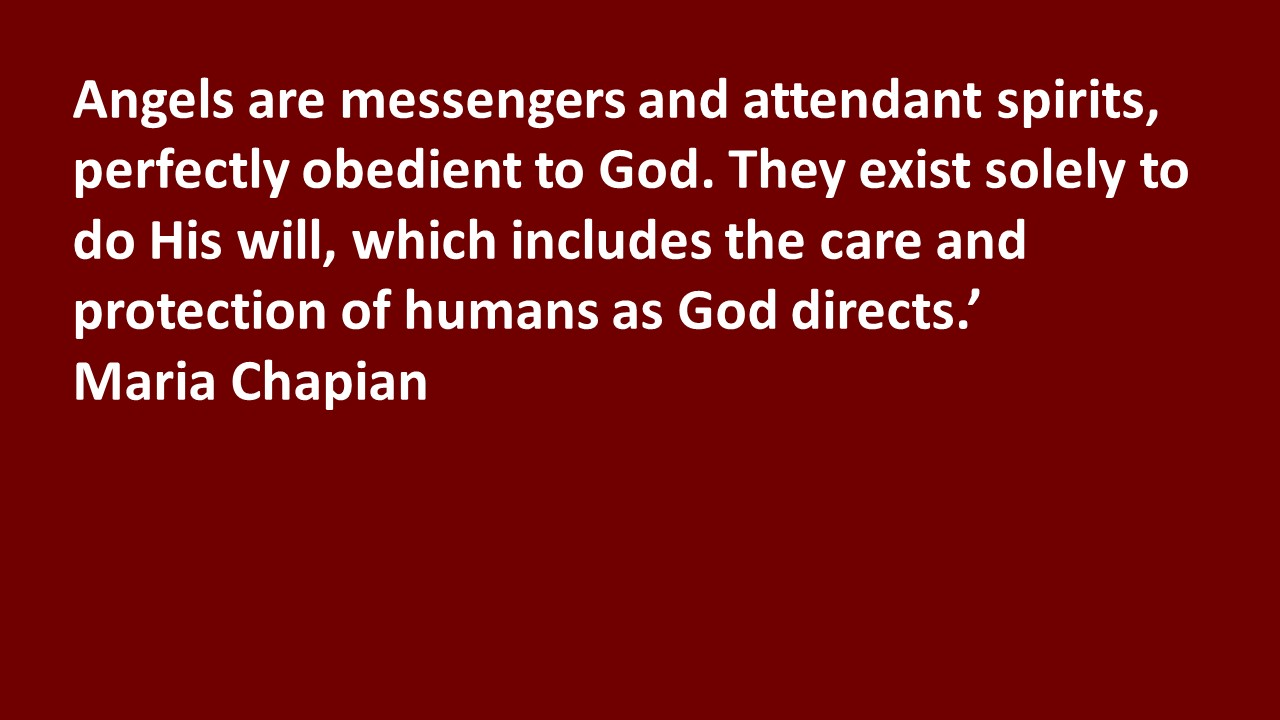 Angels are messengers and attendant spirits,
perfectly obedient to God. They exist solely to
do His will, which includes the care and
protection of humans as God directs.’
Maria Chapian